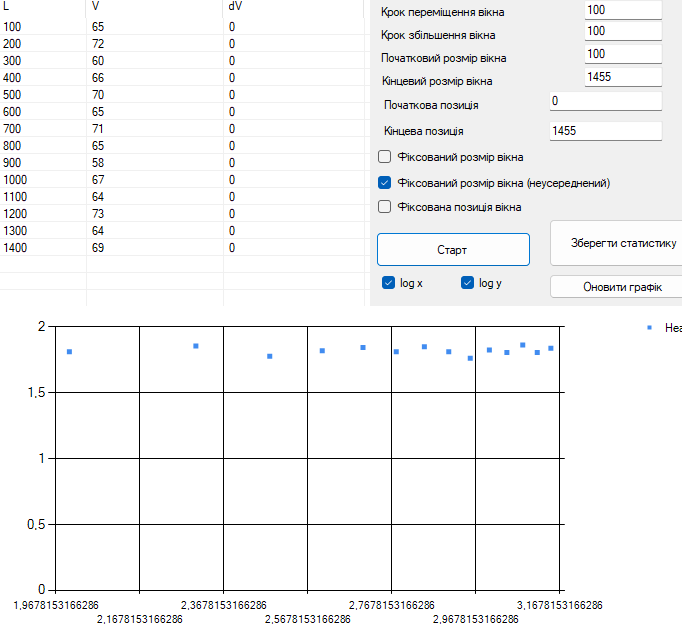 L V dV
100 65 0
200 72 0
300 60 0
400 66 0
500 70 0
600 65 0
700 71 0
800 65 0
900 58 0
1000 67 0
1100 64 0
1200 73 0
1300 64 0
1400 69 0
Крок переміщення вікна 100
Крок збільшення вікна 100
Початковий розмір вікна 100
Кінцевий розмір вікна 1455
Початкова позиція 0
Кінцева позиція 1455
Фіксований розмір вікна
Фіксований розмір вікна (неусереднений)
Фіксована позиція вікна
Старт
Зберегти статистику
log x log y
Оновити графік
2
1,5
1
0,5
0
1,9678153166286
2,1678153166286
2,3678153166286
2,5678153166286
2,7678153166286
2,9678153166286
3,1678153166286